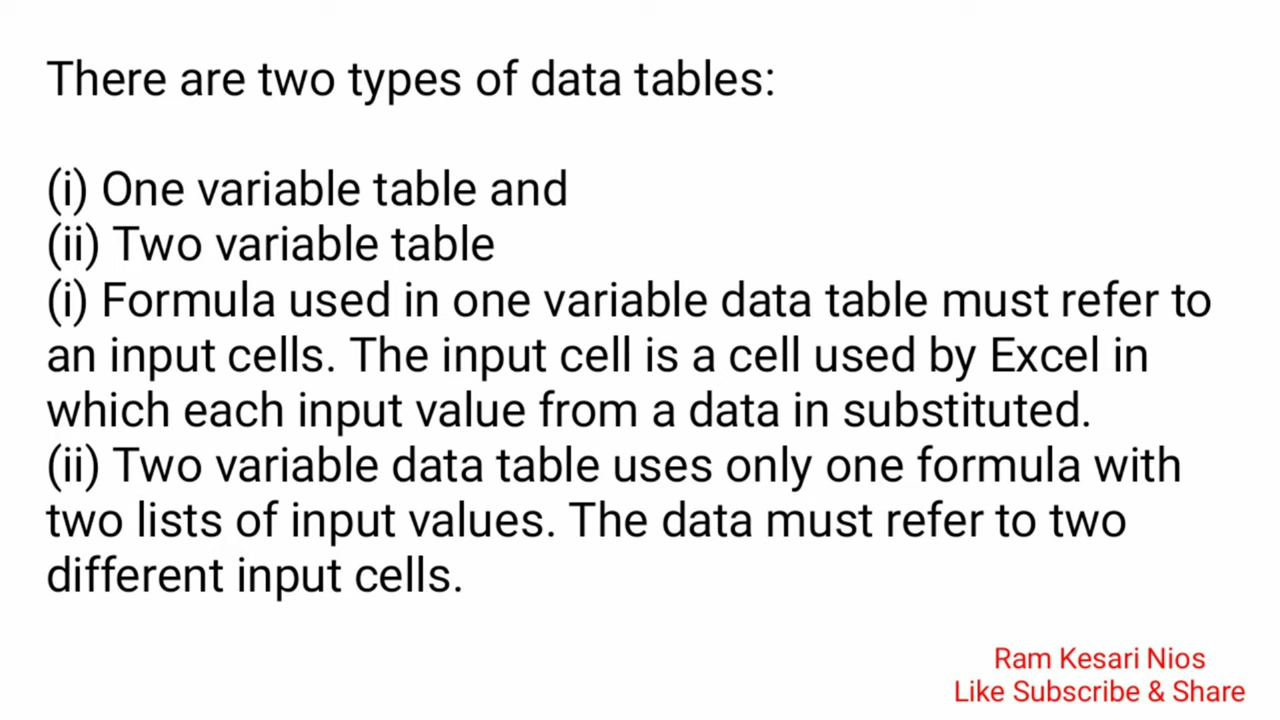 There are two types of data tables:
(i) One variable table and
(ii) Two variable table
(i) Formula used in one variable data table must refer to
an input cells. The input cell is a cell used by Excel in
which each input value from a data in substituted.
(ii) Two variable data table uses only one formula with
two lists of input values. The data must refer to two
different input cells.
Ram Kesari Nios
Like Subscribe & Share